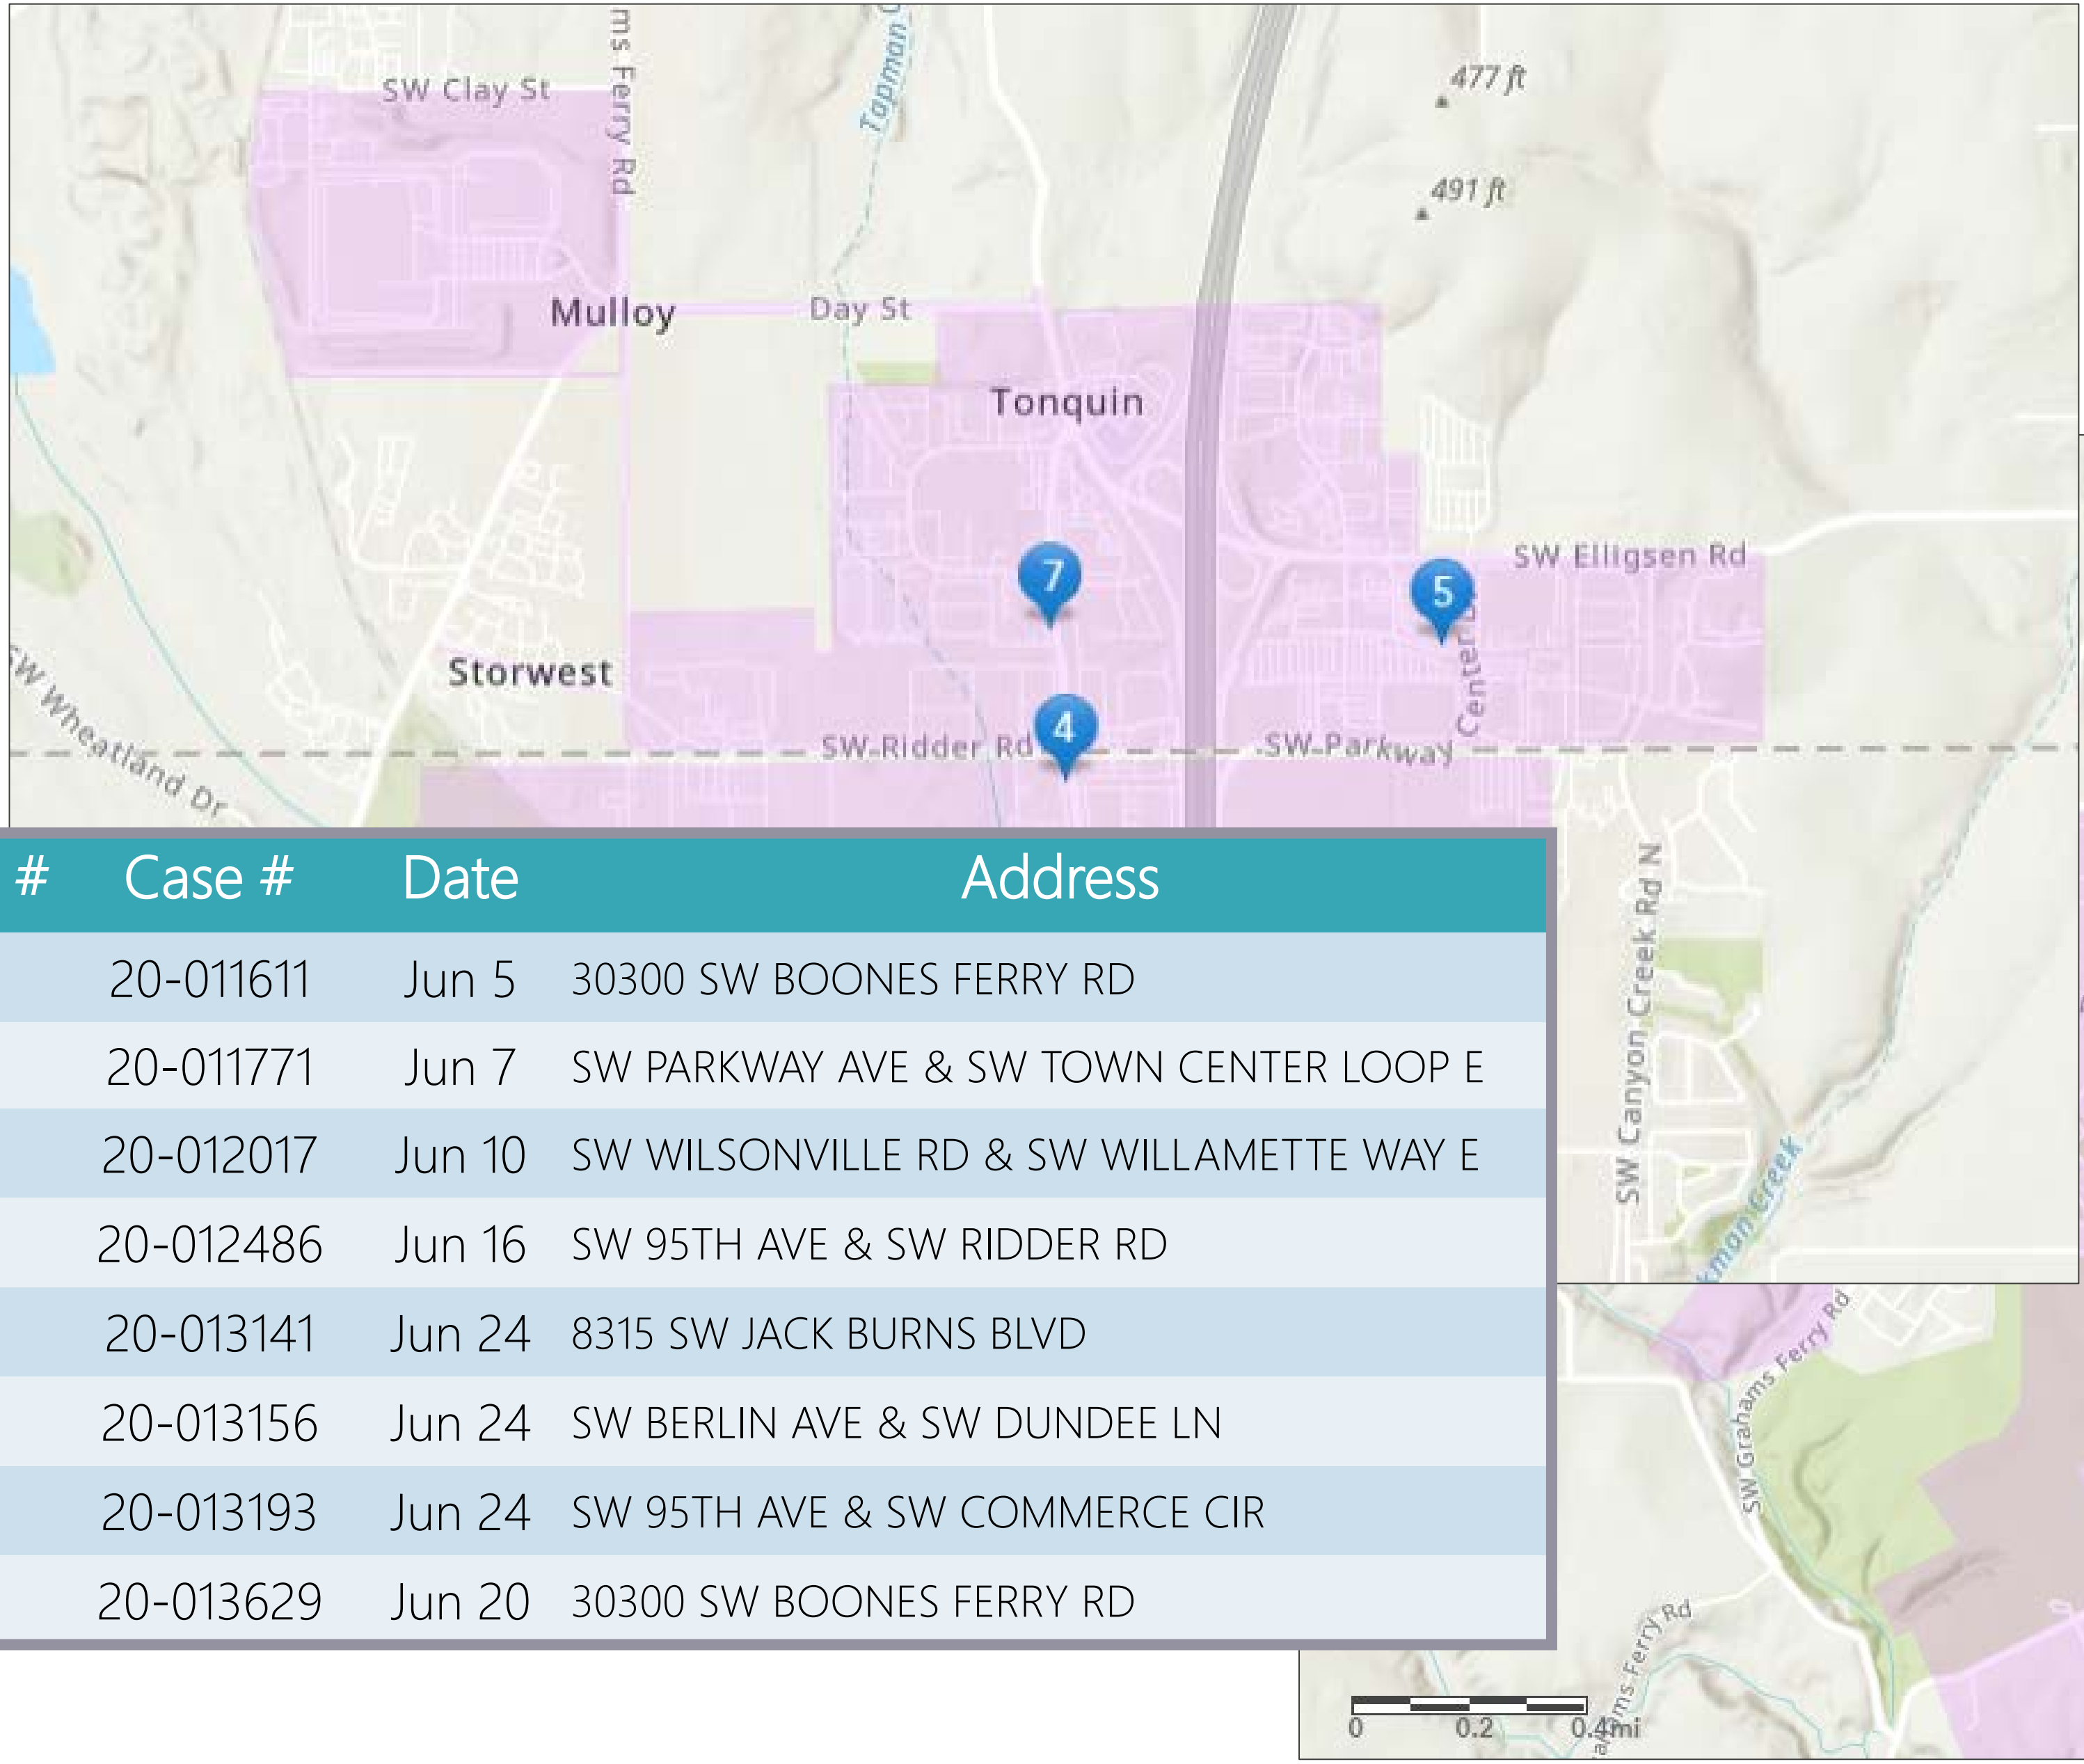 SW Clay St
ms Ferry Rd
Tapman
477 ft
491 ft
Mulloy
Day St
Tonquin
7
5
SW Elligsen Rd
Center
Storwest
4
SW Ridder Rd
SW Parkway
SW Wheatland Dr
# Case # Date Address
20-011611 Jun 5 30300 SW BOONES FERRY RD
20-011771 Jun 7 SW PARKWAY AVE & SW TOWN CENTER LOOP E
20-012017 Jun 10 SW WILSONVILLE RD & SW WILLAMETTE WAY E
20-012486 Jun 16 SW 95TH AVE & SW RIDDER RD
20-013141 Jun 24 8315 SW JACK BURNS BLVD
20-013156 Jun 24 SW BERLIN AVE & SW DUNDEE LN
20-013193 Jun 24 SW 95TH AVE & SW COMMERCE CIR
20-013629 Jun 20 30300 SW BOONES FERRY RD
SW Canyon Creek Rd N
kman Creek
SW Grahams Ferry Rd
ams Ferry Rd
0 0.2 0.4mi